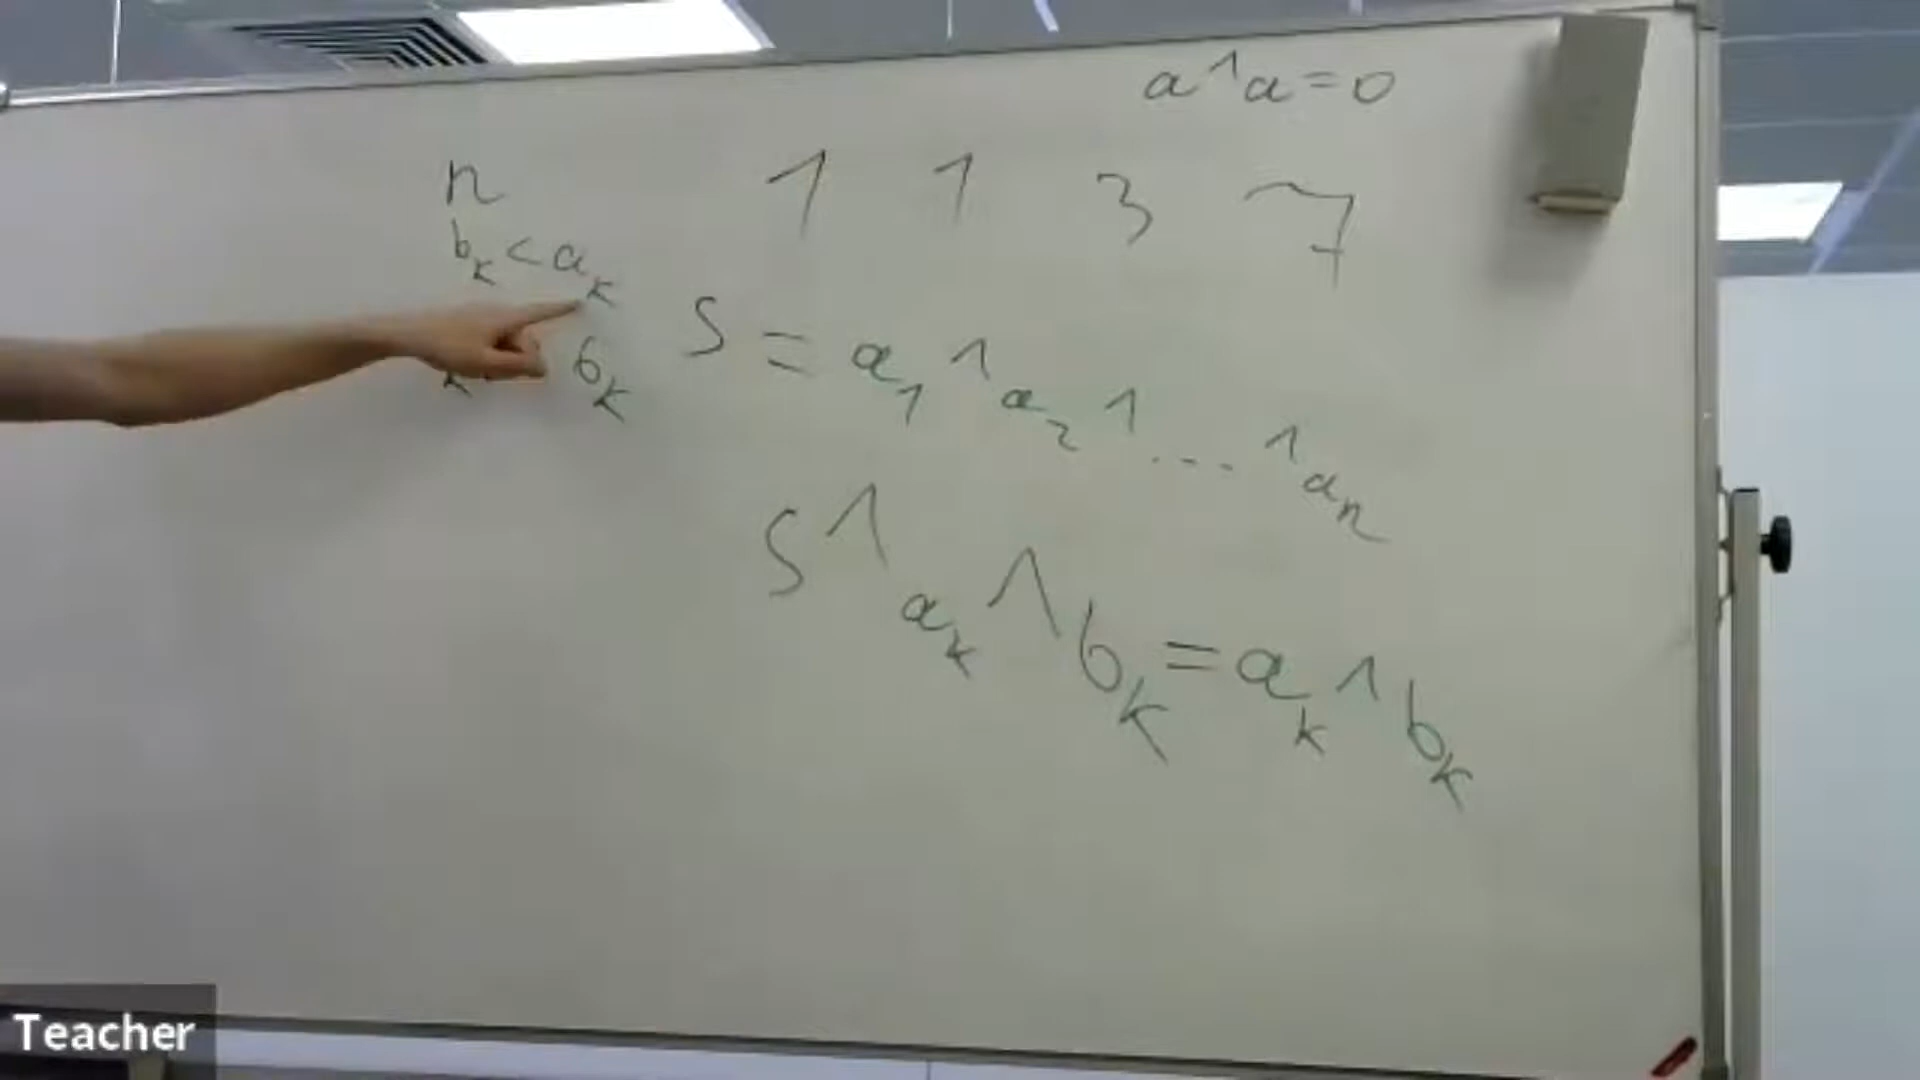 a^a=0
n 1 1 3 7
b_k < a_k
b_k
S = a_1 ^ a_2 ^ ... ^ a_n
S ^ a_k ^ b_k = a_k ^ b_k
Teacher